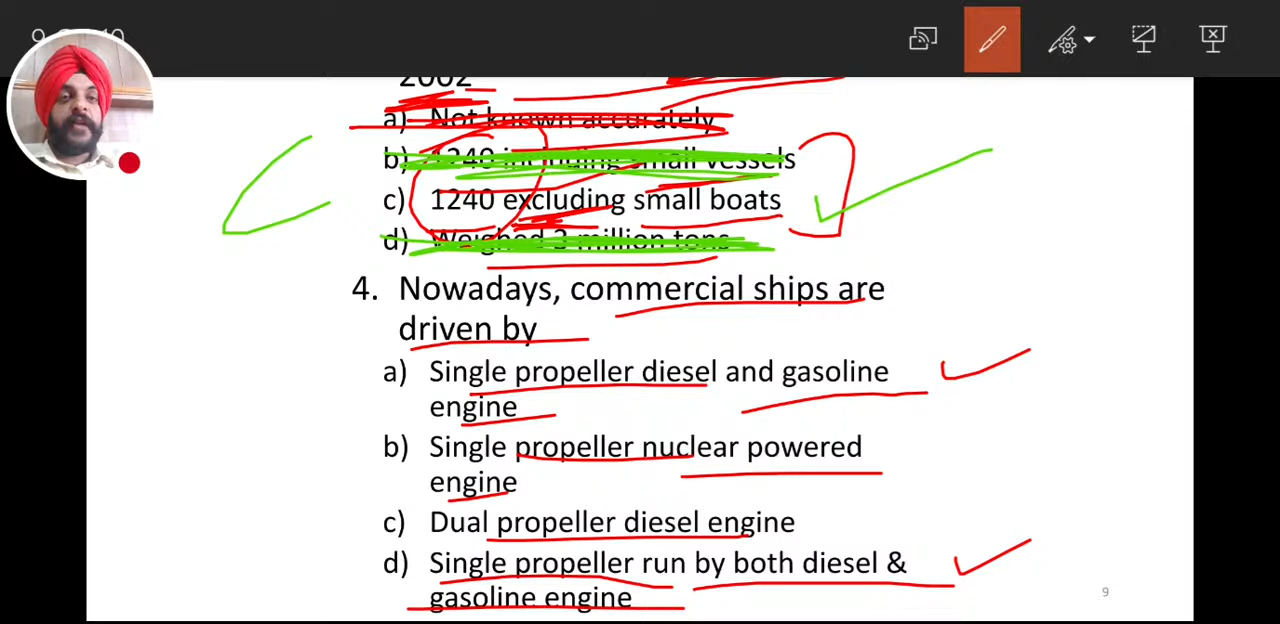 2002
a) Not known accurately
b) 1240 including small vessels
c) 1240 excluding small boats
d) Weighed 3 million tons
4. Nowadays, commercial ships are
driven by
a) Single propeller diesel and gasoline
engine
b) Single propeller nuclear powered
engine
c) Dual propeller diesel engine
d) Single propeller run by both diesel &
gasoline engine
9